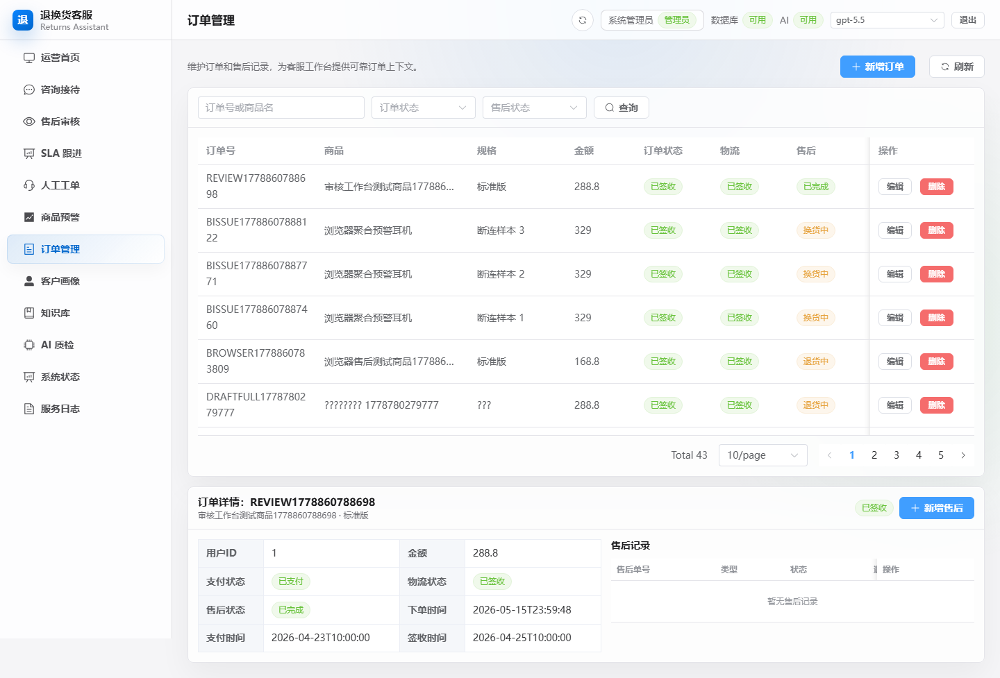 退
退换货客服
Returns Assistant
运营首页
咨询接待
售后审核
SLA 跟进
人工工单
商品预警
订单管理
客户画像
知识库
AI 质检
系统状态
服务日志
订单管理
系统管理员 管理员 数据库 可用 AI 可用 gpt-5.5 退出
维护订单和售后记录，为客服工作台提供可靠订单上下文。
新增订单 刷新
订单号或商品名 订单状态 售后状态 查询
订单号 商品 规格 金额 订单状态 物流 售后 操作
REVIEW17788607886
98 审核工作台测试商品177886... 标准版 288.8 已签收 已签收 已完成 编辑 删除
BISSUE177886078881
22 浏览器聚合预警耳机 断连样本 3 329 已签收 已签收 换货中 编辑 删除
BISSUE177886078877
71 浏览器聚合预警耳机 断连样本 2 329 已签收 已签收 换货中 编辑 删除
BISSUE177886078874
60 浏览器聚合预警耳机 断连样本 1 329 已签收 已签收 换货中 编辑 删除
BROWSER177886078
3809 浏览器售后测试商品177886... 标准版 168.8 已签收 已签收 退货中 编辑 删除
DRAFTFULL17787802
79777 ???????? 1778780279777 ??? 288.8 已签收 已签收 退货中 编辑 删除
Total 43 10/page 1 2 3 4 5
订单详情：REVIEW1778860788698
审核工作台测试商品1778860788698 · 标准版
已签收 新增售后
用户ID 1 金额 288.8
支付状态 已支付 物流状态 已签收
售后状态 已完成 下单时间 2026-05-15T23:59:48
支付时间 2026-04-23T10:00:00 签收时间 2026-04-25T10:00:00
售后记录
售后单号 类型 状态 操作
暂无售后记录